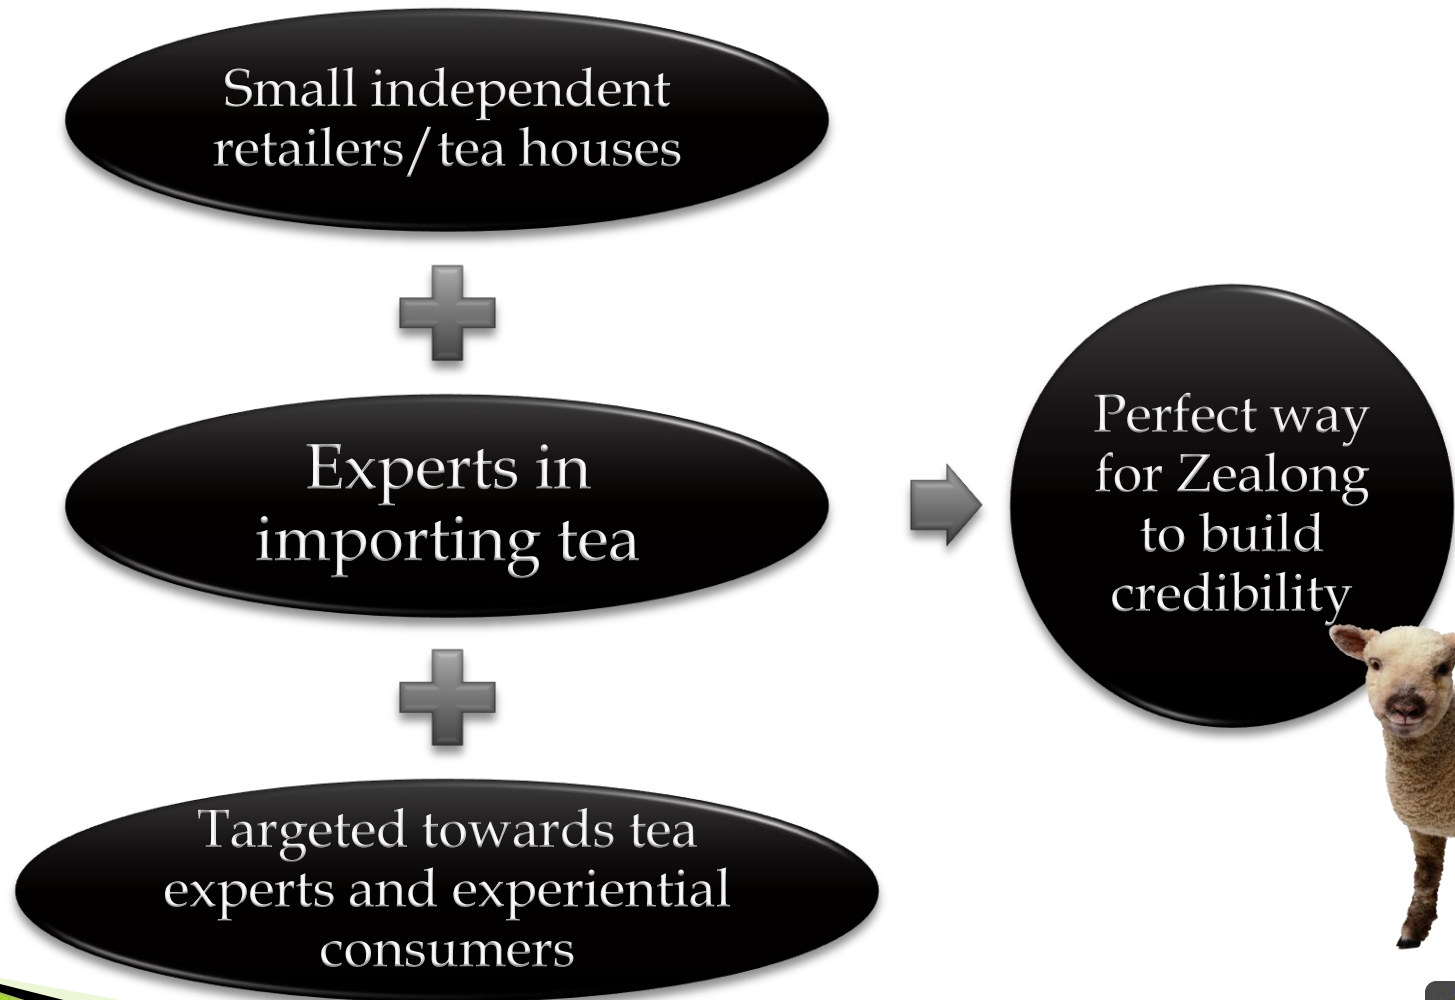 Small independent
retailers/tea houses
Experts in
importing tea
Targeted towards tea
experts and experiential
consumers
Perfect way
for Zealong
to build
credibility